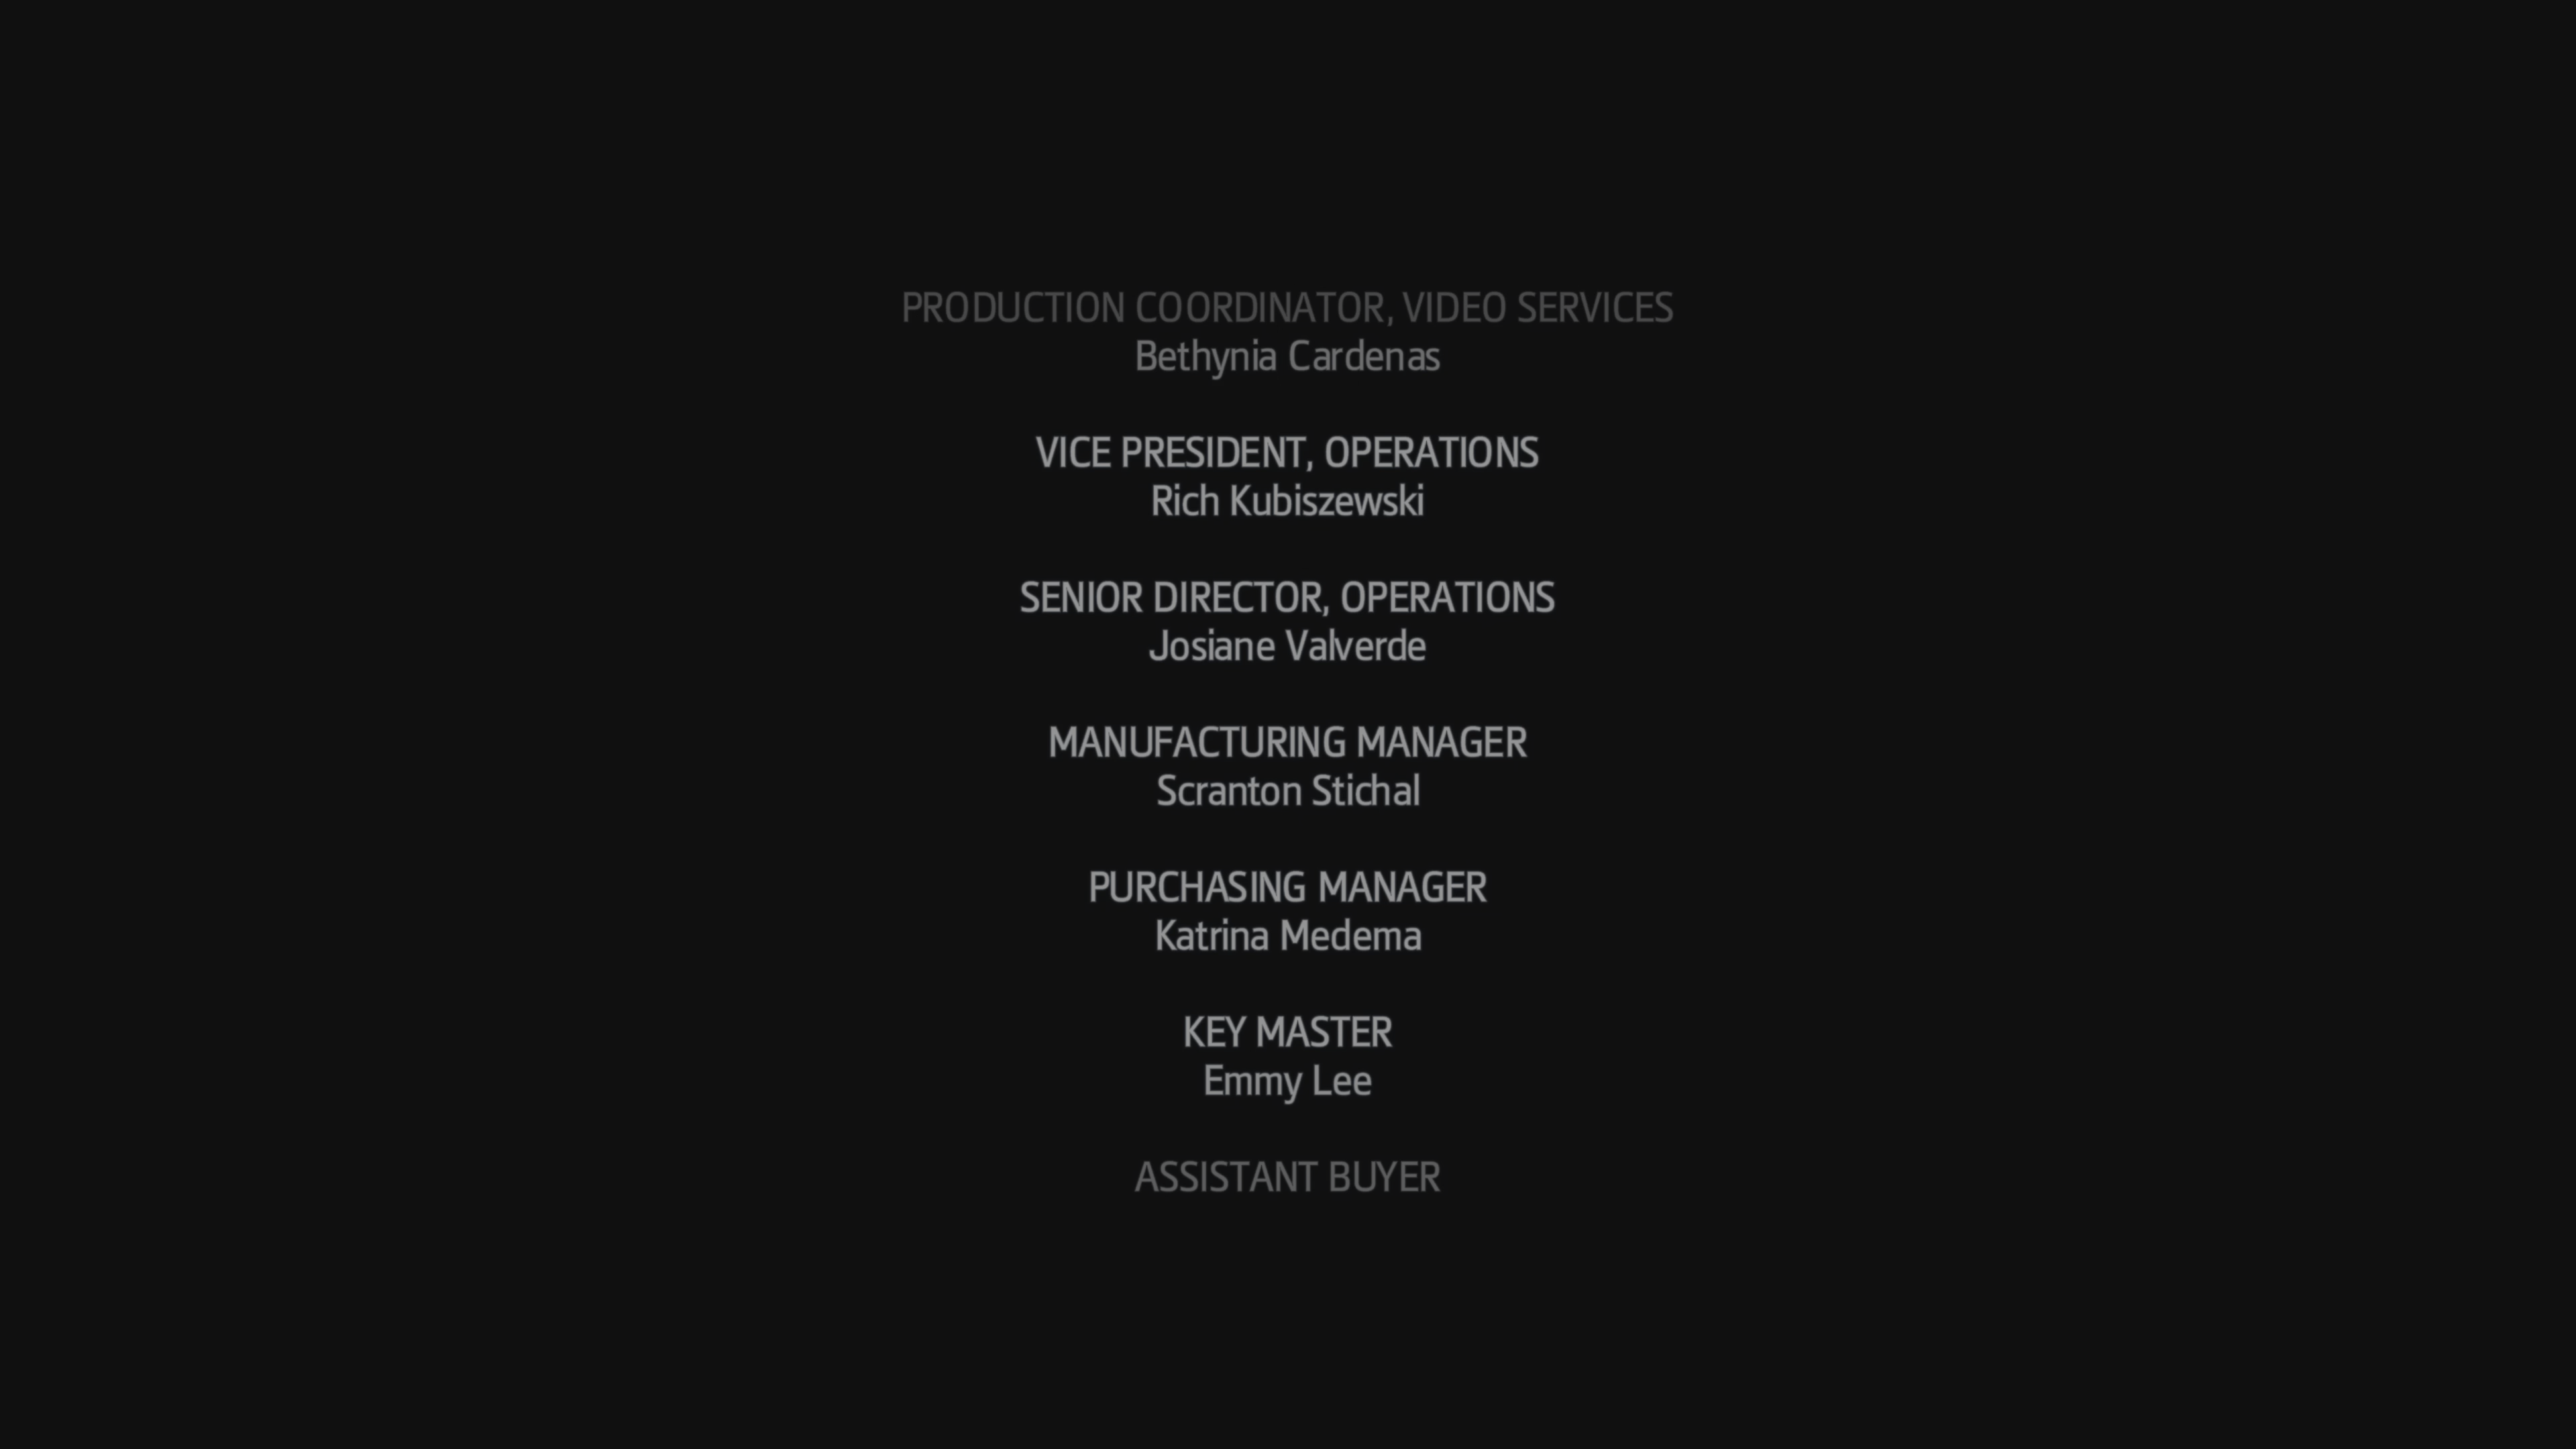 PRODUCTION COORDINATOR, VIDEO SERVICES
Bethynia Cardenas
VICE PRESIDENT, OPERATIONS
Rich Kubiszewski
SENIOR DIRECTOR, OPERATIONS
Josiane Valverde
MANUFACTURING MANAGER
Scranton Stichal
PURCHASING MANAGER
Katrina Medema
KEY MASTER
Emmy Lee
ASSISTANT BUYER